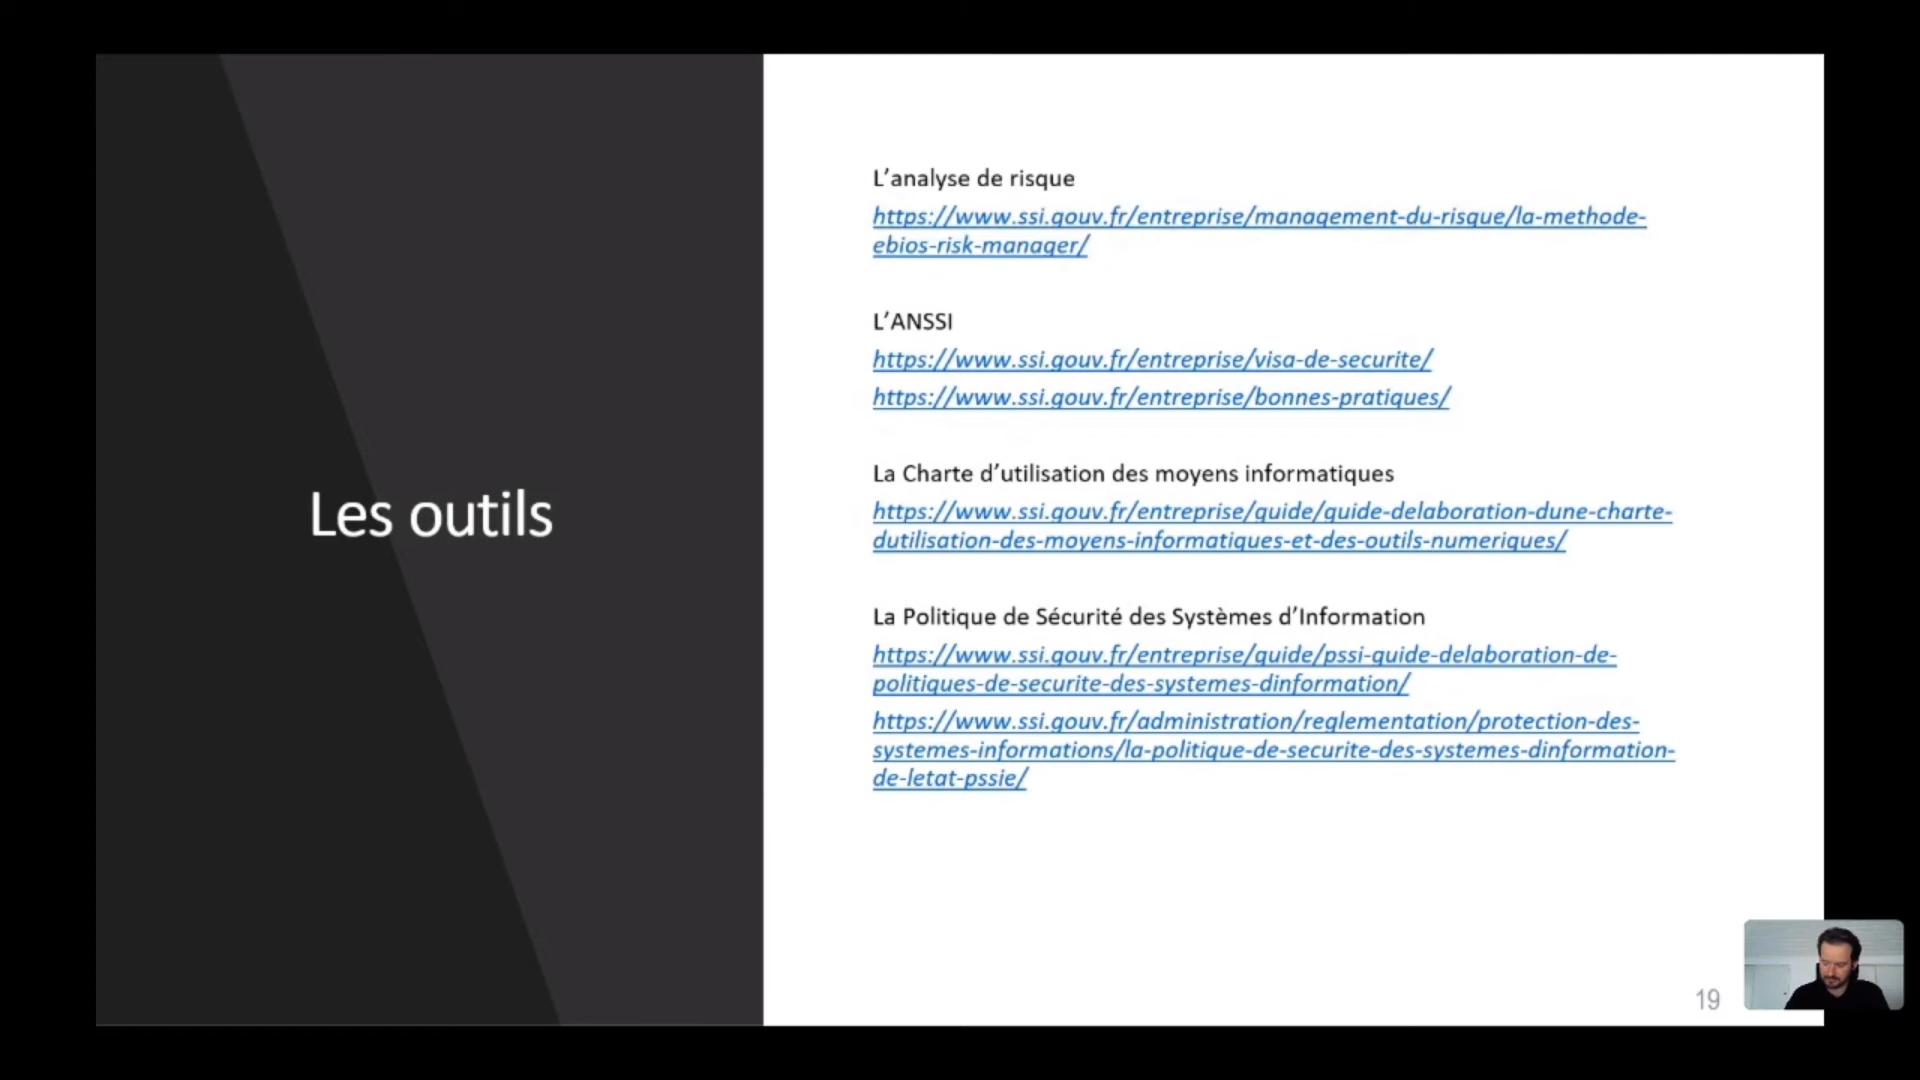 Les outils
L’analyse de risque
https://www.ssi.gouv.fr/entreprise/management-du-risque/la-methode-
ebios-risk-manager/
L’ANSSI
https://www.ssi.gouv.fr/entreprise/visa-de-securite/
https://www.ssi.gouv.fr/entreprise/bonnes-pratiques/
La Charte d’utilisation des moyens informatiques
https://www.ssi.gouv.fr/entreprise/guide/guide-delaboration-dune-charte-
dutilisation-des-moyens-informatiques-et-des-outils-numeriques/
La Politique de Sécurité des Systèmes d’Information
https://www.ssi.gouv.fr/entreprise/guide/pssi-guide-delaboration-de-
politiques-de-securite-des-systemes-dinformation/
https://www.ssi.gouv.fr/administration/reglementation/protection-des-
systemes-informations/la-politique-de-securite-des-systemes-dinformation-
de-letat-pssie/
19